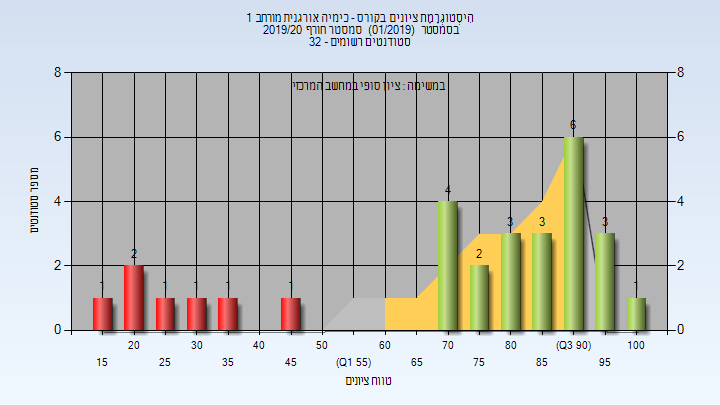 היסטוגרמת ציונים בקורס - כימיה אורגנית מורחב 1
בסמסטר (01/2019) סמסטר חורף 2019/20
סטודנטים רשומים - 32
במשימה : ציון סופי במחשב המרכזי
מספר סטודנטים
8 8
6 6
4 4
2 2
0 0
1 2 1 1 1 1 4 2 3 3 6 3 1
20 30 40 50 60 70 80 (Q3 90) 100
15 25 35 45 (Q1 55) 65 75 85 95
טווח ציונים